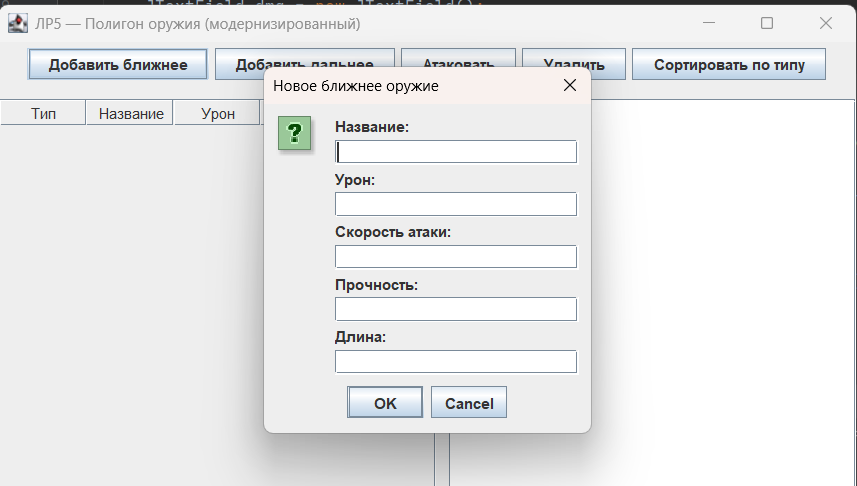 ЛР5 — Полигон оружия (модернизированный)
Добавить ближнее
Добавить дальнее
Атаковать
Удалить
Сортировать по типу
Новое ближнее оружие
Тип
Название
Урон
?
Название:
Урон:
Скорость атаки:
Прочность:
Длина:
OK
Cancel